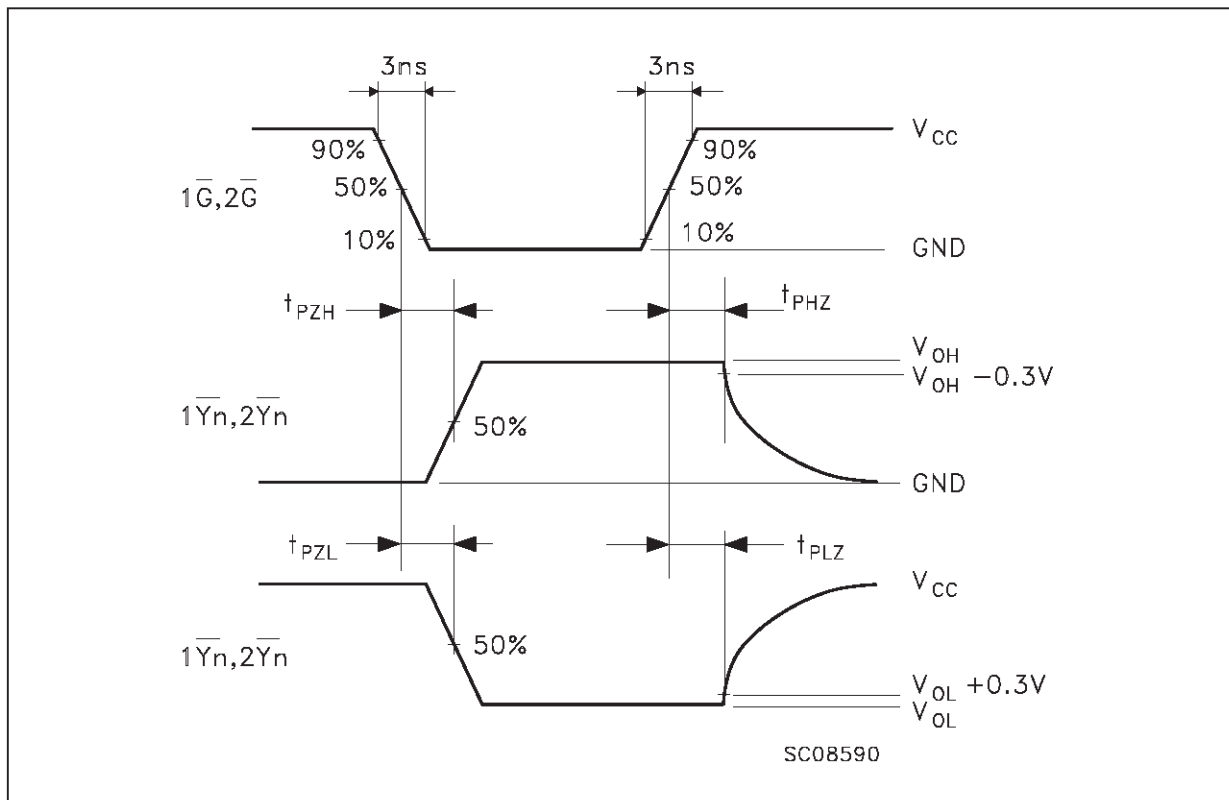 3ns 3ns
V_CC
90% 90%
1G̅,2G̅ 50% 50%
10% 10%
GND
t_PZH t_PHZ
V_OH
V_OH −0.3V
1Y̅n̅,2Y̅n̅ 50%
GND
t_PZL t_PLZ
V_CC
1Y̅n̅,2Y̅n̅ 50%
V_OL +0.3V
V_OL
SC08590